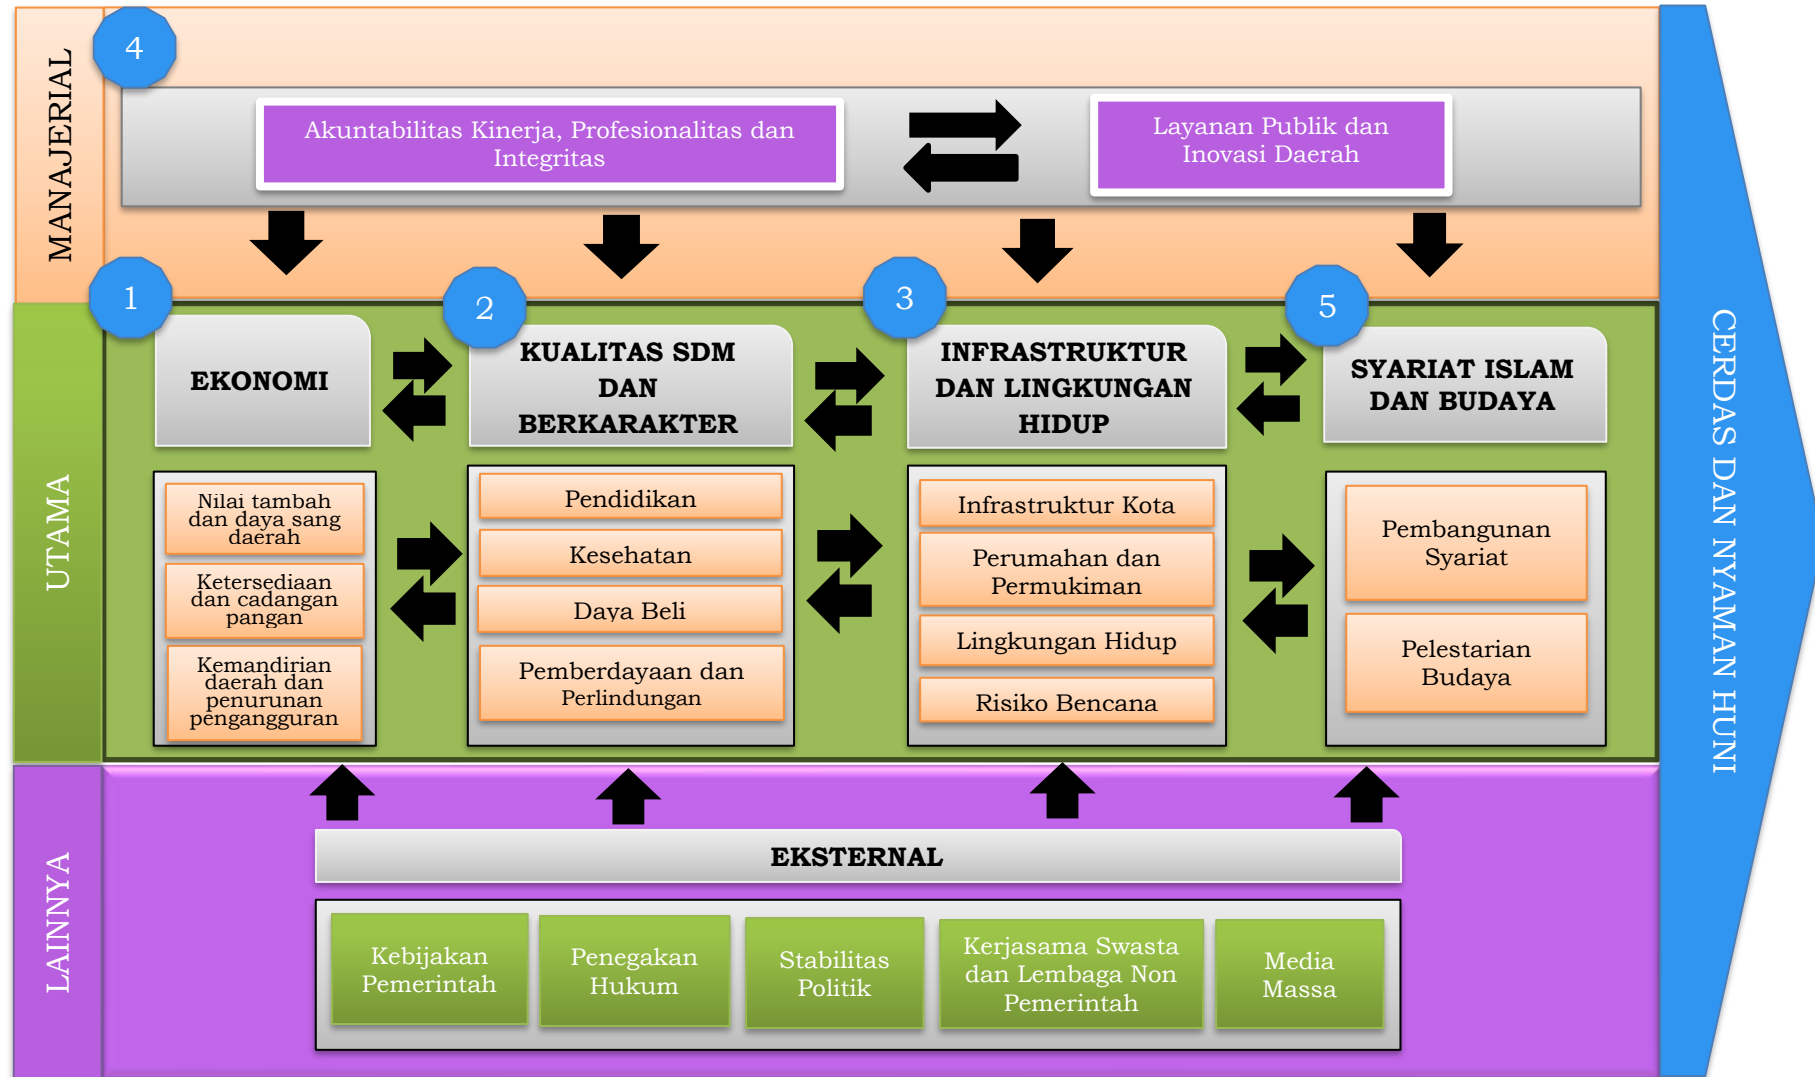 MANAJERIAL
4
Akuntabilitas Kinerja, Profesionalitas dan
Integritas
Layanan Publik dan
Inovasi Daerah
UTAMA
1
EKONOMI
Nilai tambah
dan daya sang
daerah
Ketersediaan
dan cadangan
pangan
Kemandirian
daerah dan
penurunan
pengangguran
2
KUALITAS SDM
DAN
BERKARAKTER
Pendidikan
Kesehatan
Daya Beli
Pemberdayaan dan
Perlindungan
3
INFRASTRUKTUR
DAN LINGKUNGAN
HIDUP
Infrastruktur Kota
Perumahan dan
Permukiman
Lingkungan Hidup
Risiko Bencana
5
SYARIAT ISLAM
DAN BUDAYA
Pembangunan
Syariat
Pelestarian
Budaya
LAINNYA
EKSTERNAL
Kebijakan
Pemerintah
Penegakan
Hukum
Stabilitas
Politik
Kerjasama Swasta
dan Lembaga Non
Pemerintah
Media
Massa
CERDAS DAN NYAMAN HUNI